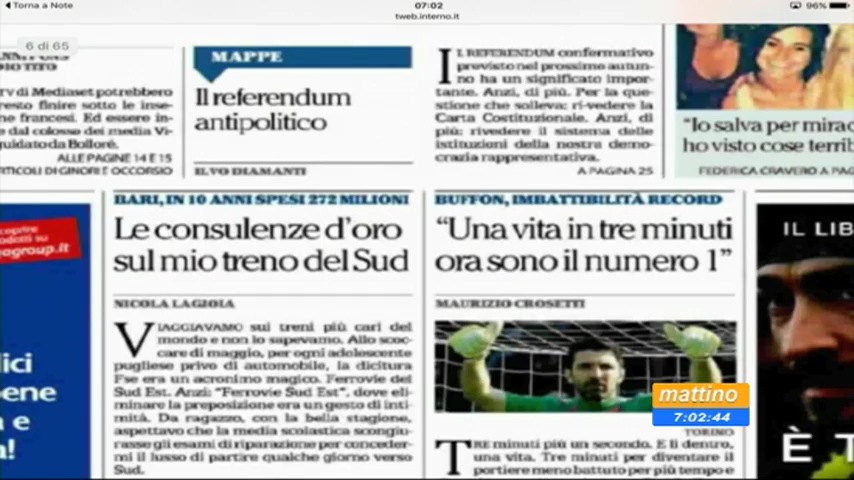 Torna a Note
07:02
tweb.interno.it
96%
6 di 65
TV di Mediaset potrebbero
resto finire sotto le inse-
ne francesi. Ed essere in-
dal colosso dei media Vi-
guidato da Bolloré.
ALLE PAGINE 14 E 15
ARTICOLI DI GINORI E OCCORSIO
MAPPE
Il referendum
antipolitico
ILVO DIAMANTI
IL REFERENDUM confermativo
previsto nel prossimo autun-
no ha un significato impor-
tante. Anzi, di più. Per la que-
stione che solleva: ri-vedere la
Carta Costituzionale. Anzi, di
più: rivedere il sistema delle
istituzioni della nostra demo-
crazia rappresentativa.
A PAGINA 25
"Io salva per mirac
ho visto cose terrib
FEDERICA CRAVERO A PAG
BARI, IN 10 ANNI SPESI 272 MILIONI
Le consulenze d'oro
sul mio treno del Sud
NICOLA LAGIOIA
VIAGGIAVAMO sui treni più cari del
mondo e non lo sapevamo. Allo scoc-
care di maggio, per ogni adolescente
pugliese privo di automobile, la dicitura
Fse era un acronimo magico. Ferrovie del
Sud Est. Anzi: "Ferrovie Sud Est", dove eli-
minare la preposizione era un gesto di inti-
mità. Da ragazzo, con la bella stagione,
aspettavo che la media scolastica scongiu-
rasse gli esami di riparazione per conceder-
mi il lusso di partire qualche giorno verso
Sud.
BUFFON, IMBATTIBILITÀ RECORD
"Una vita in tre minuti
ora sono il numero 1"
MAURIZIO CROSETTI
TORINO
TRE minuti più un secondo. E lì dentro,
una vita. Tre minuti per diventare il
portiere meno battuto per più tempo e
mattino
7:02:44
IL LIB
È T